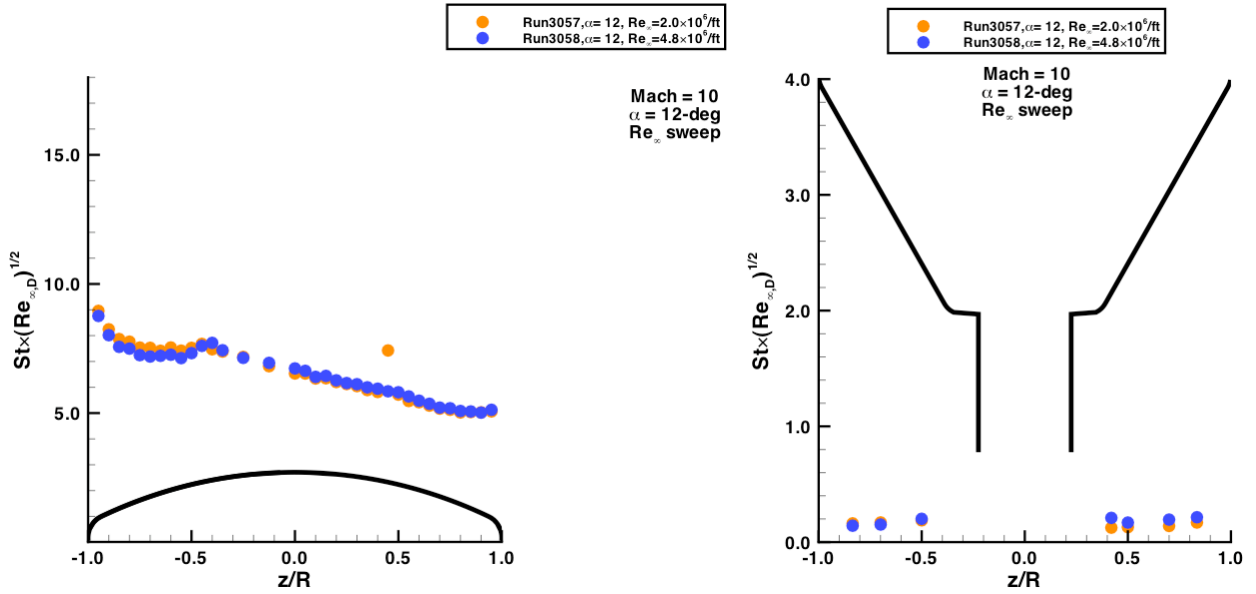 Run3057,α= 12, Re∞=2.0×10⁶/ft
Run3058,α= 12, Re∞=4.8×10⁶/ft
Mach = 10
α = 12-deg
Re∞ sweep
15.0
10.0
5.0
St×(Re∞,D)1/2
-1.0 -0.5 0.0 0.5 1.0
z/R
Run3057,α= 12, Re∞=2.0×10⁶/ft
Run3058,α= 12, Re∞=4.8×10⁶/ft
Mach = 10
α = 12-deg
Re∞ sweep
4.0
3.0
2.0
1.0
0.0
St×(Re∞,D)1/2
-1.0 -0.5 0.0 0.5 1.0
z/R